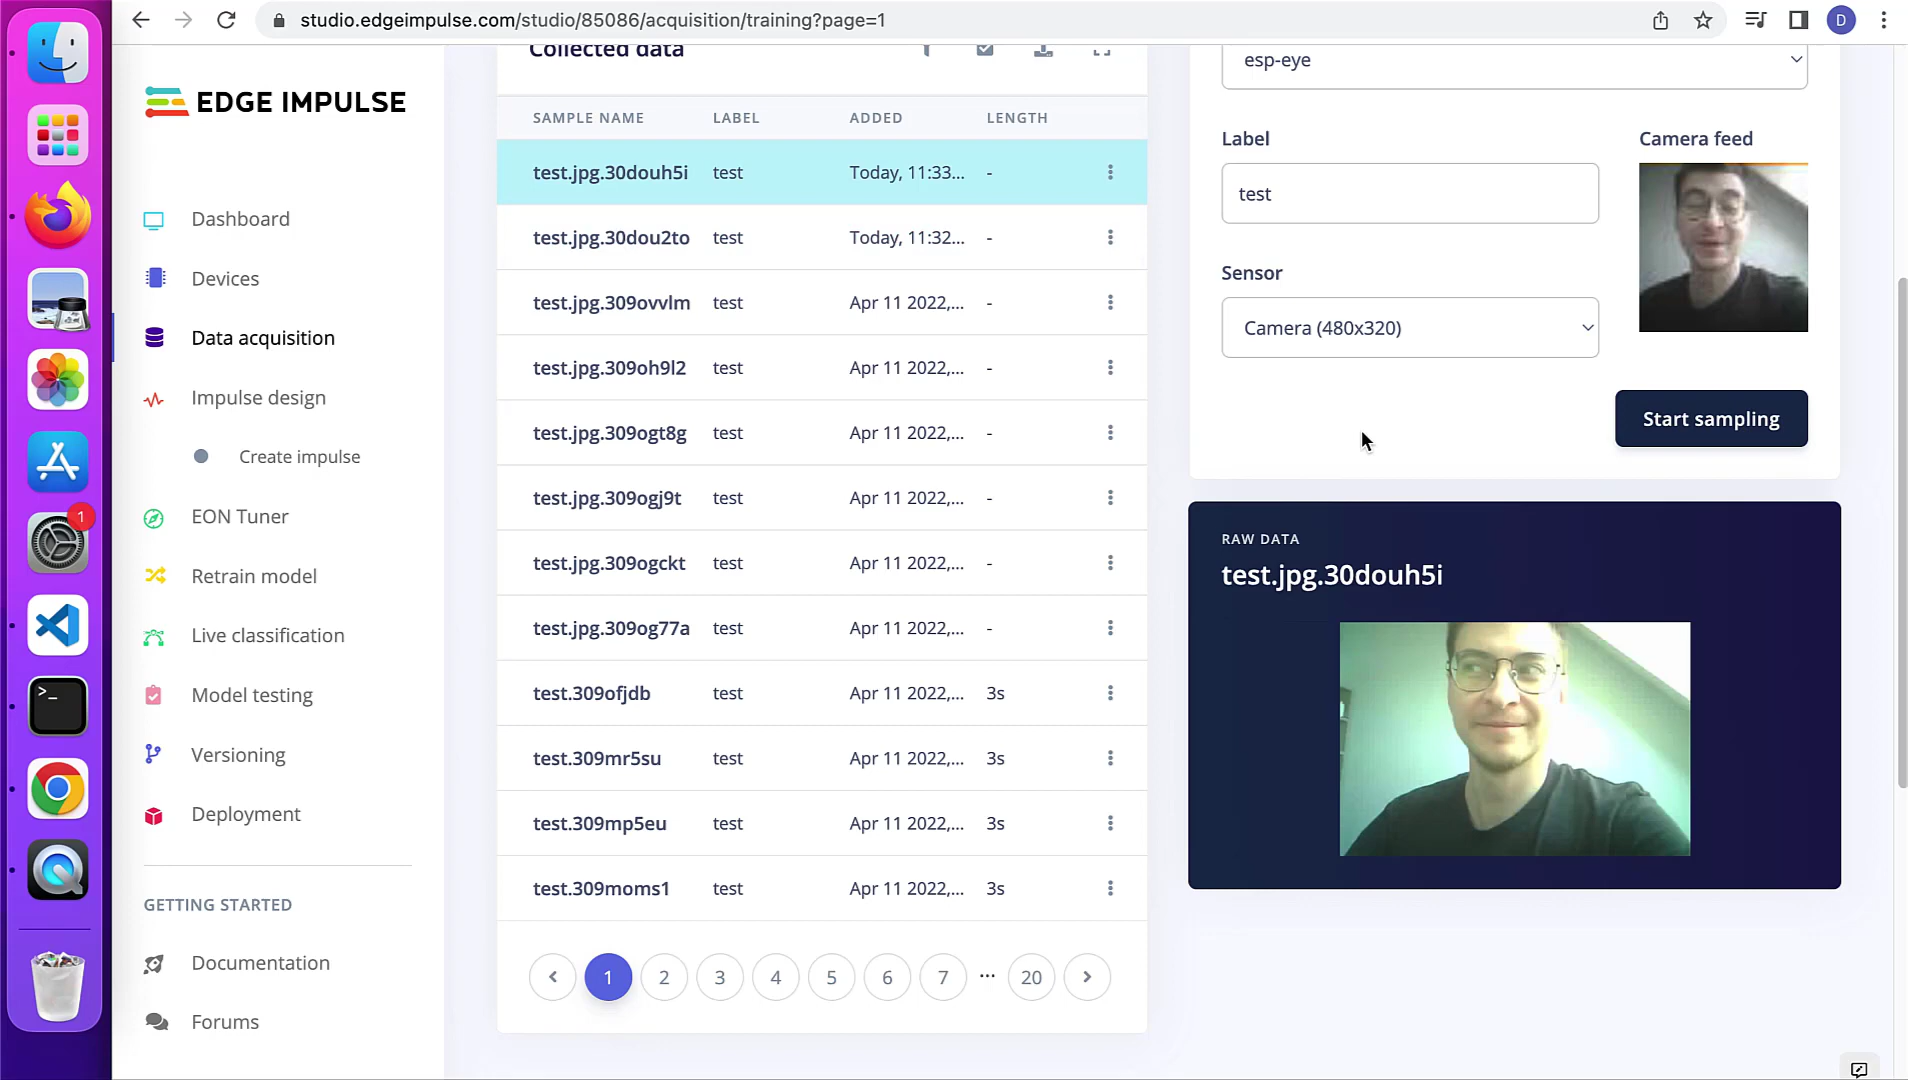 studio.edgeimpulse.com/studio/85086/acquisition/training?page=1
D
EDGE IMPULSE
Dashboard
Devices
Data acquisition
Impulse design
Create impulse
EON Tuner
Retrain model
Live classification
Model testing
Versioning
Deployment
GETTING STARTED
Documentation
Forums
1
Collected data
SAMPLE NAME LABEL ADDED LENGTH
test.jpg.30douh5i test Today, 11:33... -
test.jpg.30dou2to test Today, 11:32... -
test.jpg.309ovvlm test Apr 11 2022,... -
test.jpg.309oh9l2 test Apr 11 2022,... -
test.jpg.309ogt8g test Apr 11 2022,... -
test.jpg.309ogj9t test Apr 11 2022,... -
test.jpg.309ogckt test Apr 11 2022,... -
test.jpg.309og77a test Apr 11 2022,... -
test.309ofjdb test Apr 11 2022,... 3s
test.309mr5su test Apr 11 2022,... 3s
test.309mp5eu test Apr 11 2022,... 3s
test.309moms1 test Apr 11 2022,... 3s
1 2 3 4 5 6 7 ... 20
esp-eye
Label
Camera feed
test
Sensor
Camera (480x320)
Start sampling
RAW DATA
test.jpg.30douh5i